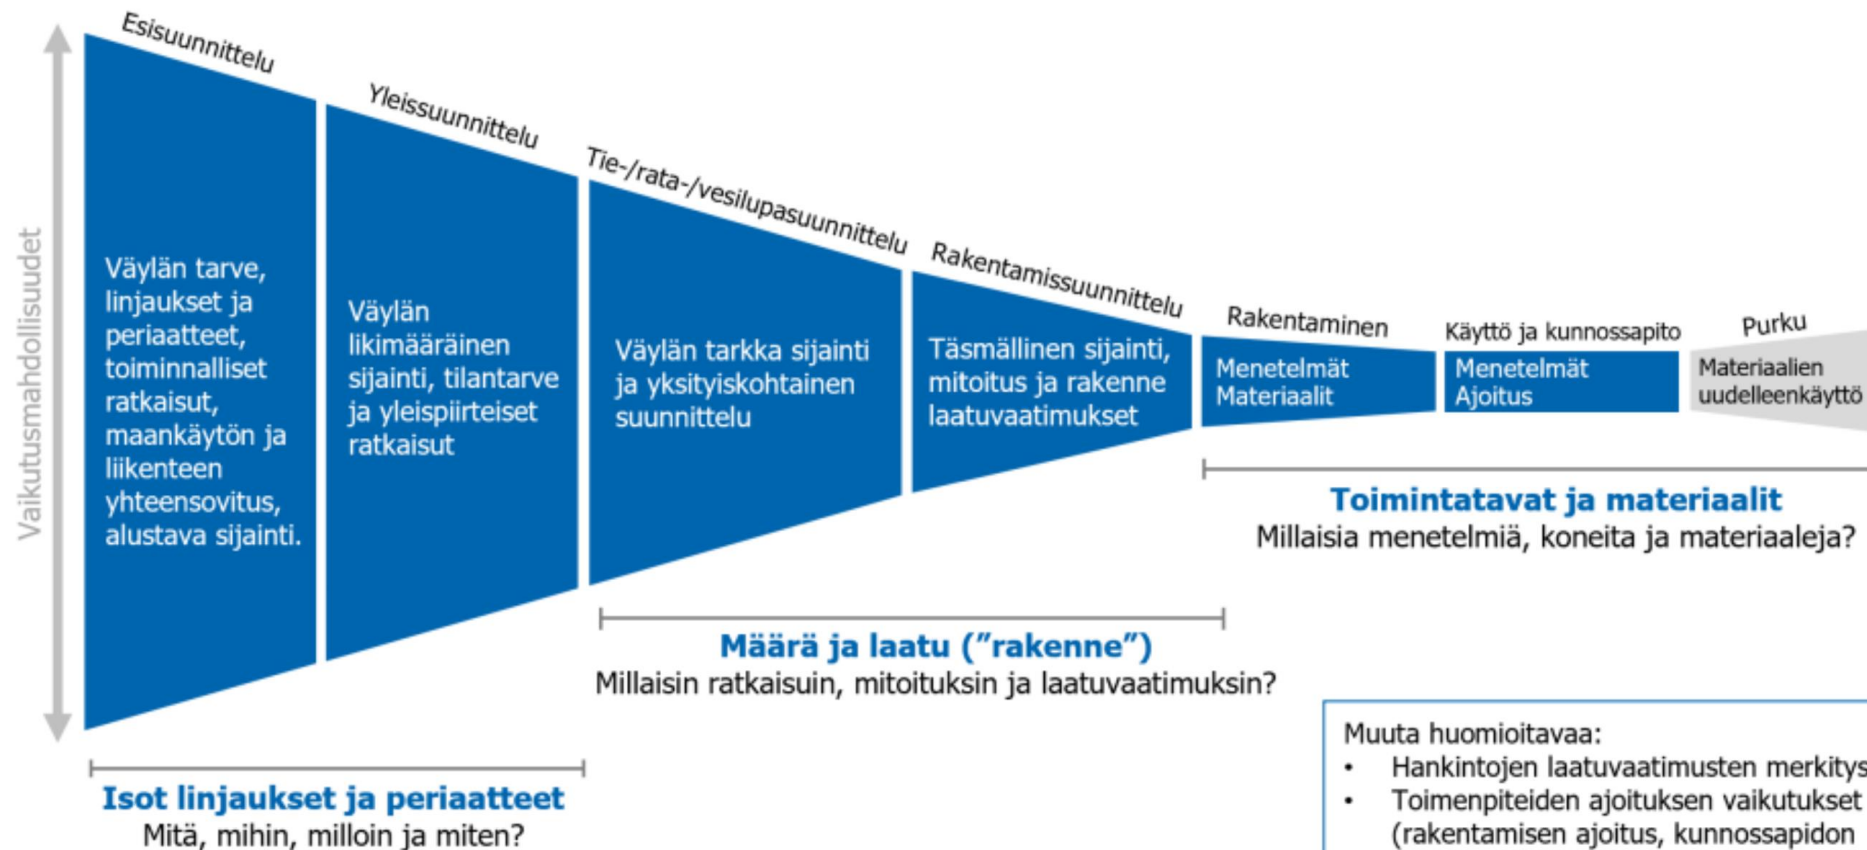 Vaikutusmahdollisuudet
Esisuunnittelu
Väylän tarve,
linjaukset ja
periaatteet,
toiminnalliset
ratkaisut,
maankäytön ja
liikenteen
yhteensovitus,
alustava sijainti.
Yleissuunnittelu
Väylän
likimääräinen
sijainti, tilantarve
ja yleispiirteiset
ratkaisut
Tie-/rata-/vesilupasuunnittelu
Väylän tarkka sijainti
ja yksityiskohtainen
suunnittelu
Rakentamissuunnittelu
Täsmällinen sijainti,
mitoitus ja rakenne
laatuvaatimukset
Rakentaminen
Menetelmät
Materiaalit
Käyttö ja kunnossapito
Menetelmät
Ajoitus
Purku
Materiaalien
uudelleenkäyttö
Toimintatavat ja materiaalit
Millaisia menetelmiä, koneita ja materiaaleja?
Määrä ja laatu (”rakenne”)
Millaisin ratkaisuin, mitoituksin ja laatuvaatimuksin?
Isot linjaukset ja periaatteet
Mitä, mihin, milloin ja miten?
Muuta huomioitavaa:
• Hankintojen laatuvaatimusten merkitys
• Toimenpiteiden ajoituksen vaikutukset
(rakentamisen ajoitus, kunnossapidon